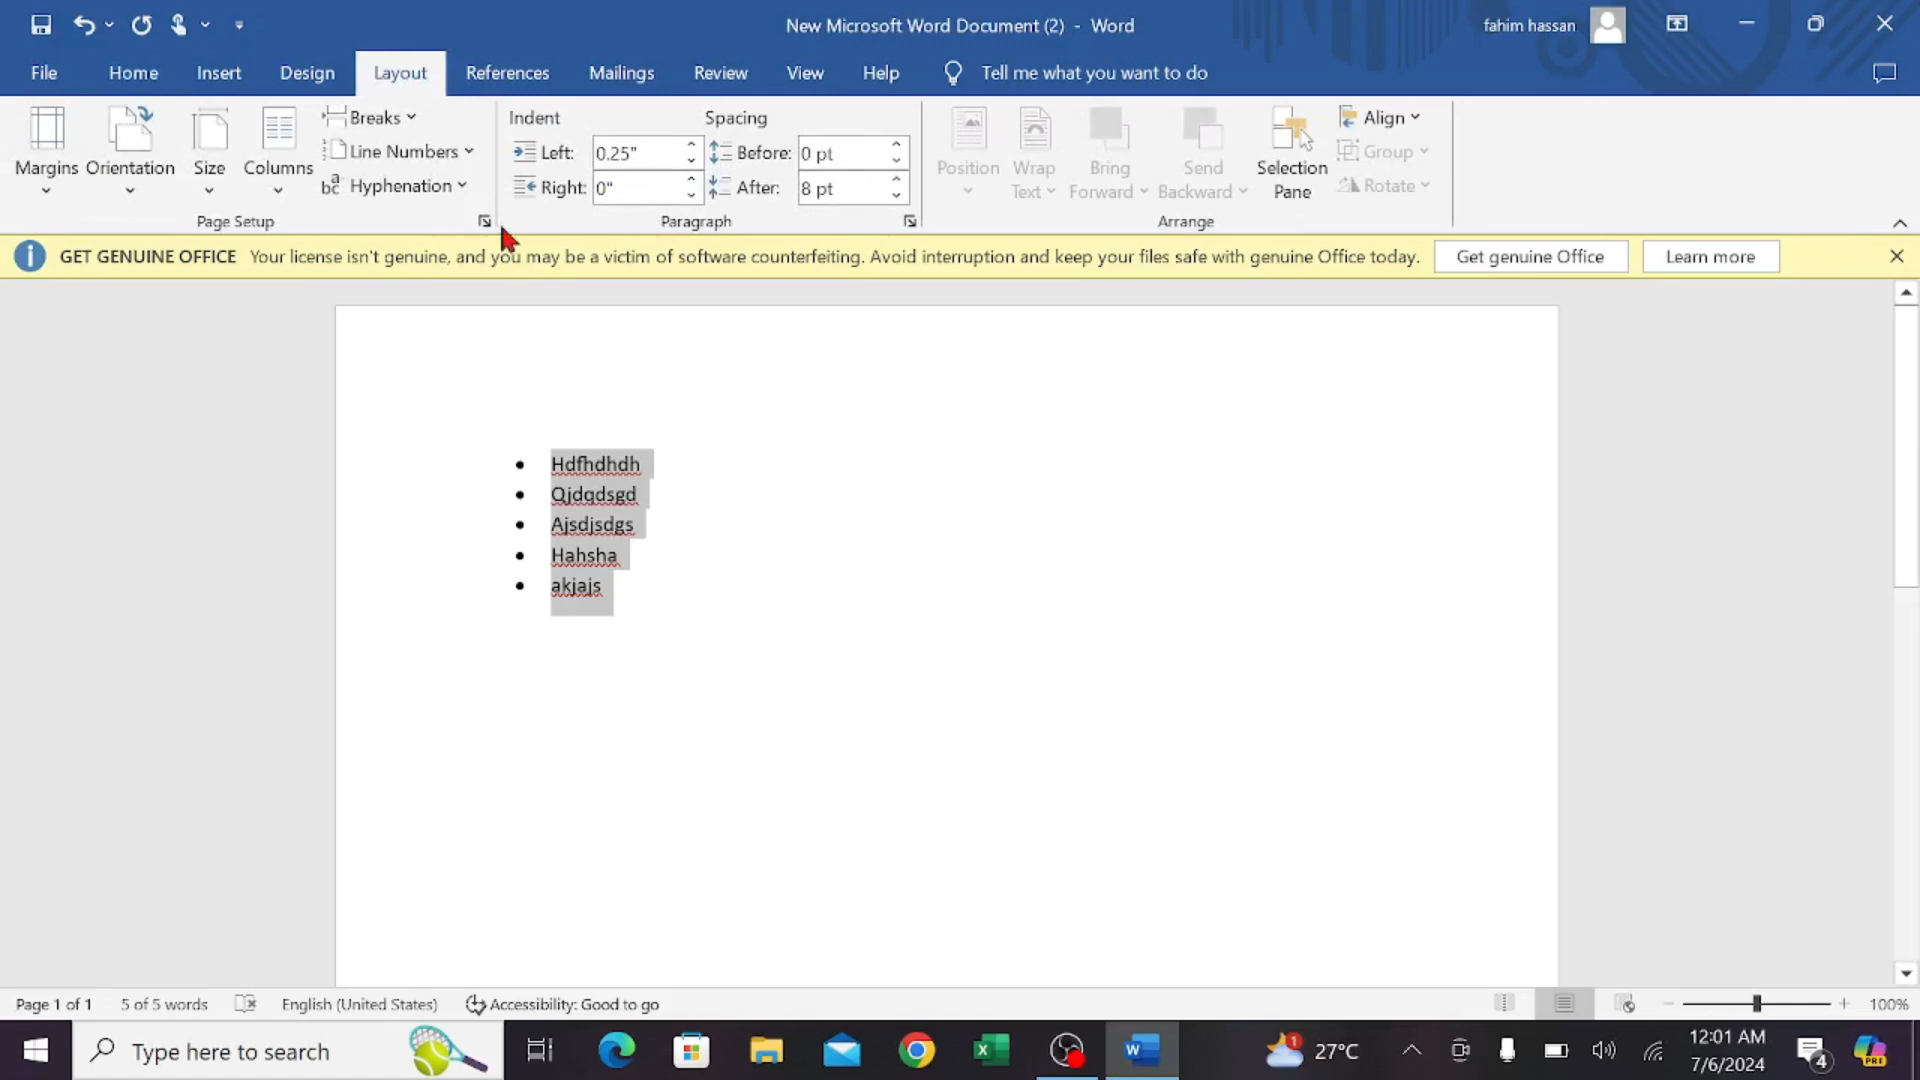 New Microsoft Word Document (2) - Word
fahim hassan
File Home Insert Design Layout References Mailings Review View Help Tell me what you want to do
Margins
Orientation
Size
Columns
Breaks
Line Numbers
Hyphenation
Page Setup
Indent
Left: 0.25"
Right: 0"
Spacing
Before: 0 pt
After: 8 pt
Paragraph
Position
Wrap
Text
Bring
Forward
Send
Backward
Selection
Pane
Align
Group
Rotate
Arrange
GET GENUINE OFFICE Your license isn't genuine, and you may be a victim of software counterfeiting. Avoid interruption and keep your files safe with genuine Office today. Get genuine Office Learn more
• Hdfhdhdh
• Qjdqdsgd
• Ajsdjsdgs
• Hahsha
• akjajs
Page 1 of 1 5 of 5 words English (United States) Accessibility: Good to go 100%
Type here to search
1
27°C
12:01 AM
7/6/2024
4
PRE